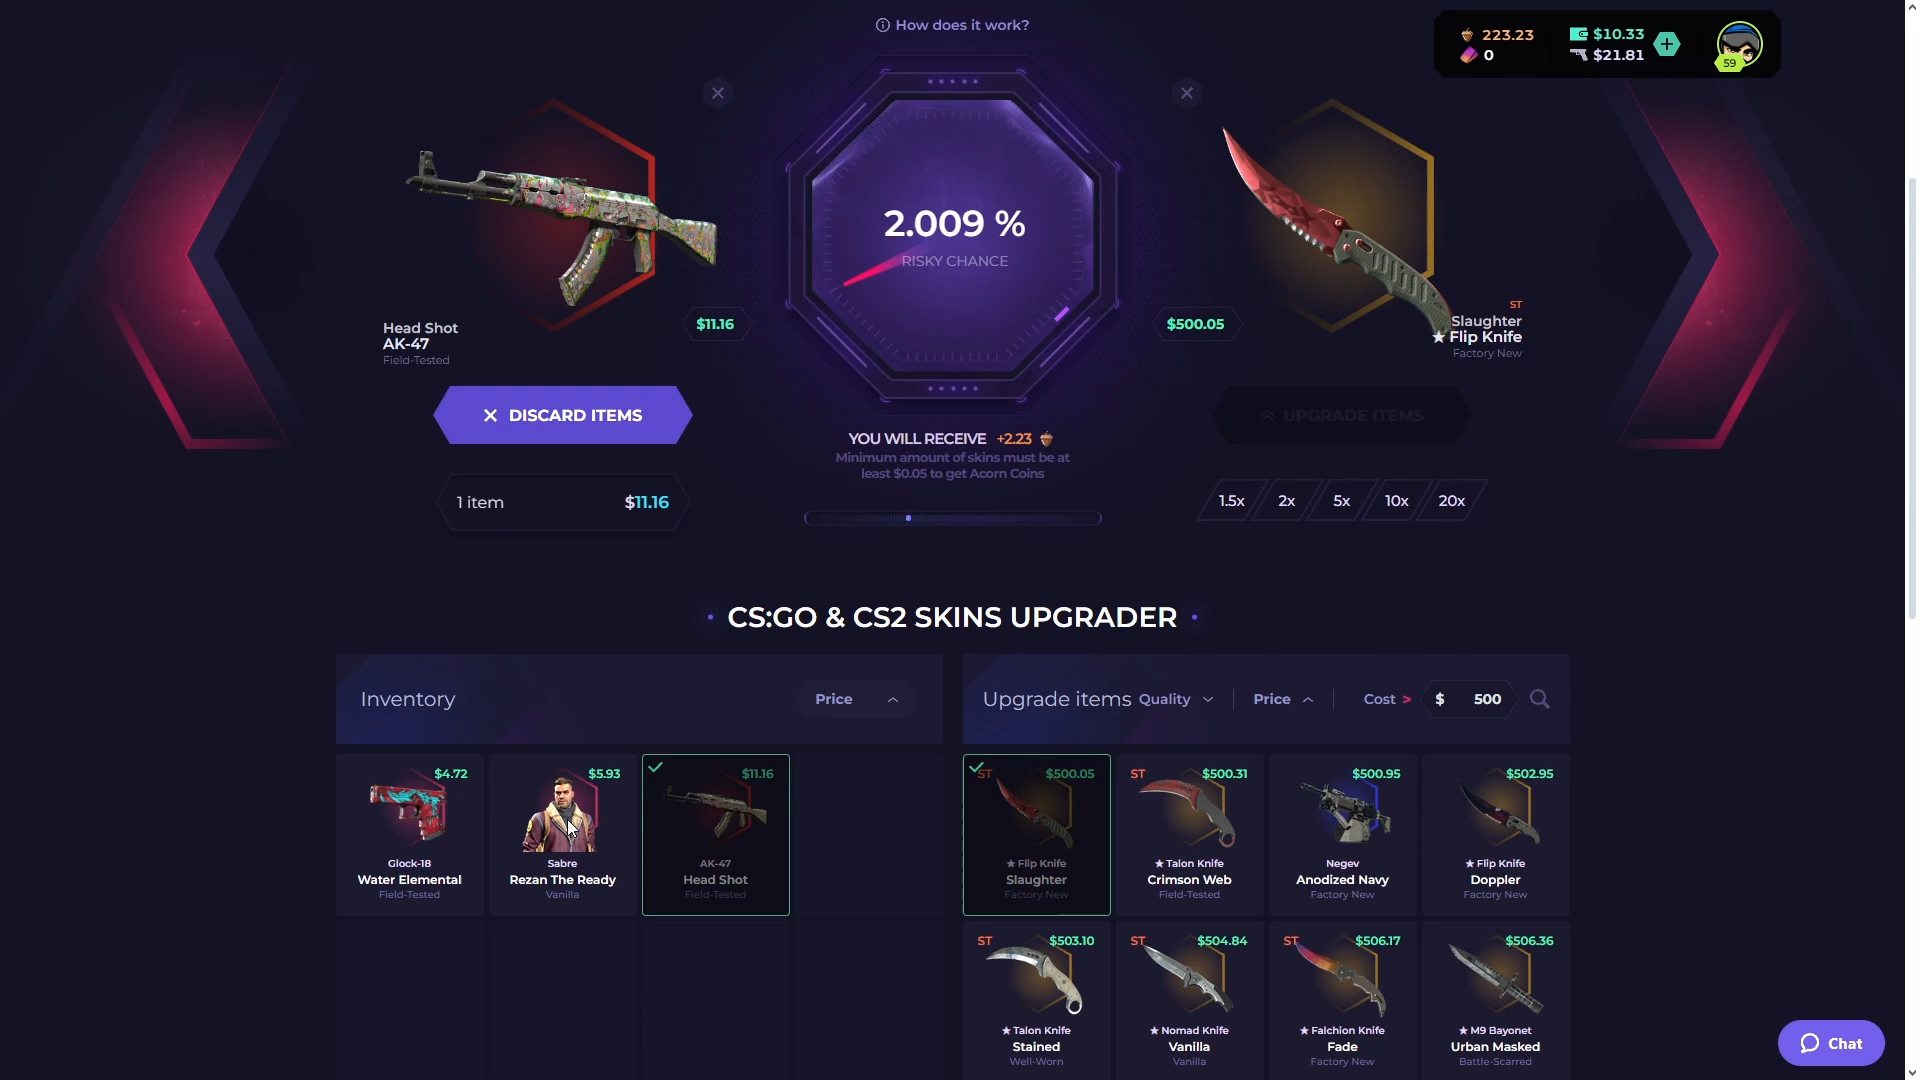 How does it work?
223.23
$10.33
0
$21.81
59
2.009 %
RISKY CHANCE
Head Shot
AK-47
Field-Tested
$11.16
$500.05
ST
Slaughter
★ Flip Knife
Factory New
DISCARD ITEMS
UPGRADE ITEMS
YOU WILL RECEIVE +2.23
Minimum amount of skins must be at
least $0.05 to get Acorn Coins
1 item $11.16
1.5x 2x 5x 10x 20x
• CS:GO & CS2 SKINS UPGRADER •
Inventory
Price
Upgrade items
Quality
Price
Cost > $ 500
$4.72
Glock-18
Water Elemental
Field-Tested
$5.93
Sabre
Rezan The Ready
Vanilla
$11.16
AK-47
Head Shot
Field-Tested
ST $500.05
★ Flip Knife
Slaughter
Factory New
ST $500.31
★ Talon Knife
Crimson Web
Field-Tested
$500.95
Negev
Anodized Navy
Factory New
$502.95
★ Flip Knife
Doppler
Factory New
ST $503.10
★ Talon Knife
Stained
Well-Worn
ST $504.84
★ Nomad Knife
Vanilla
Vanilla
ST $506.17
★ Falchion Knife
Fade
Factory New
$506.36
★ M9 Bayonet
Urban Masked
Battle-Scarred
Chat